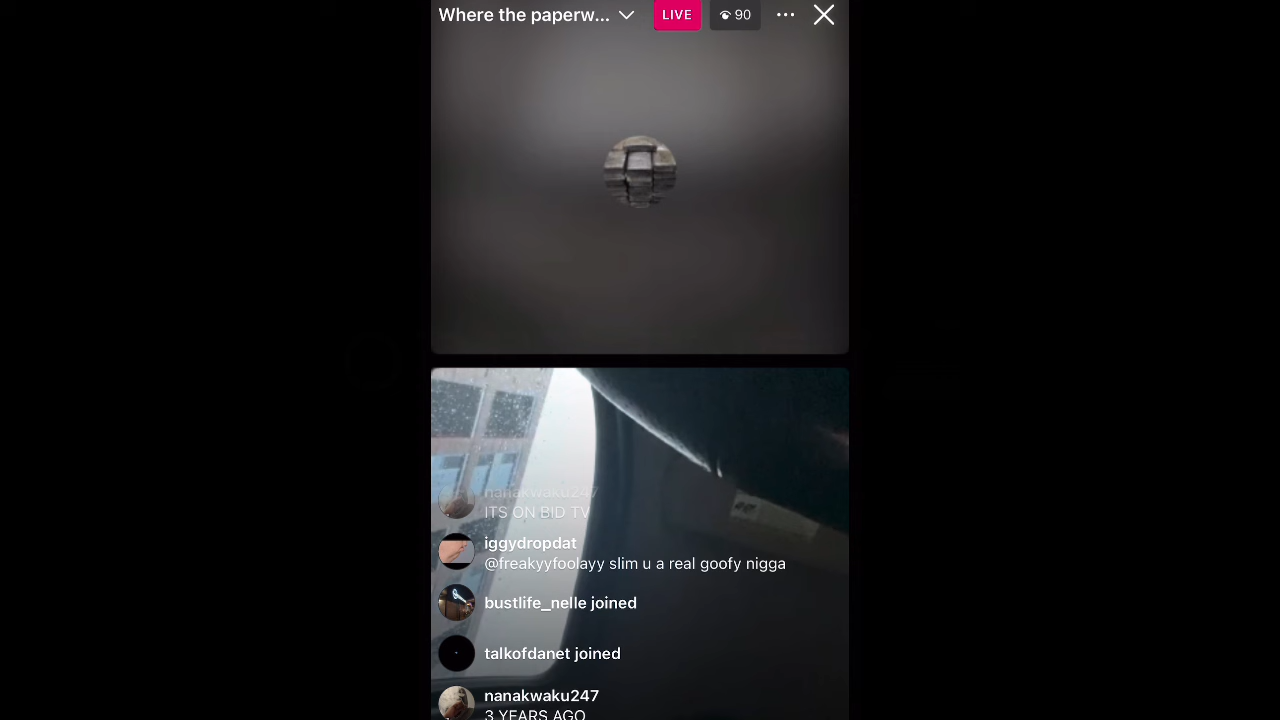 Where the paperw...
LIVE
90
nanakwaku247
ITS ON BID TV
iggydropdat
@freakyyfoolayy slim u a real goofy nigga
bustlife_nelle joined
talkofdanet joined
nanakwaku247
3 YEARS AGO